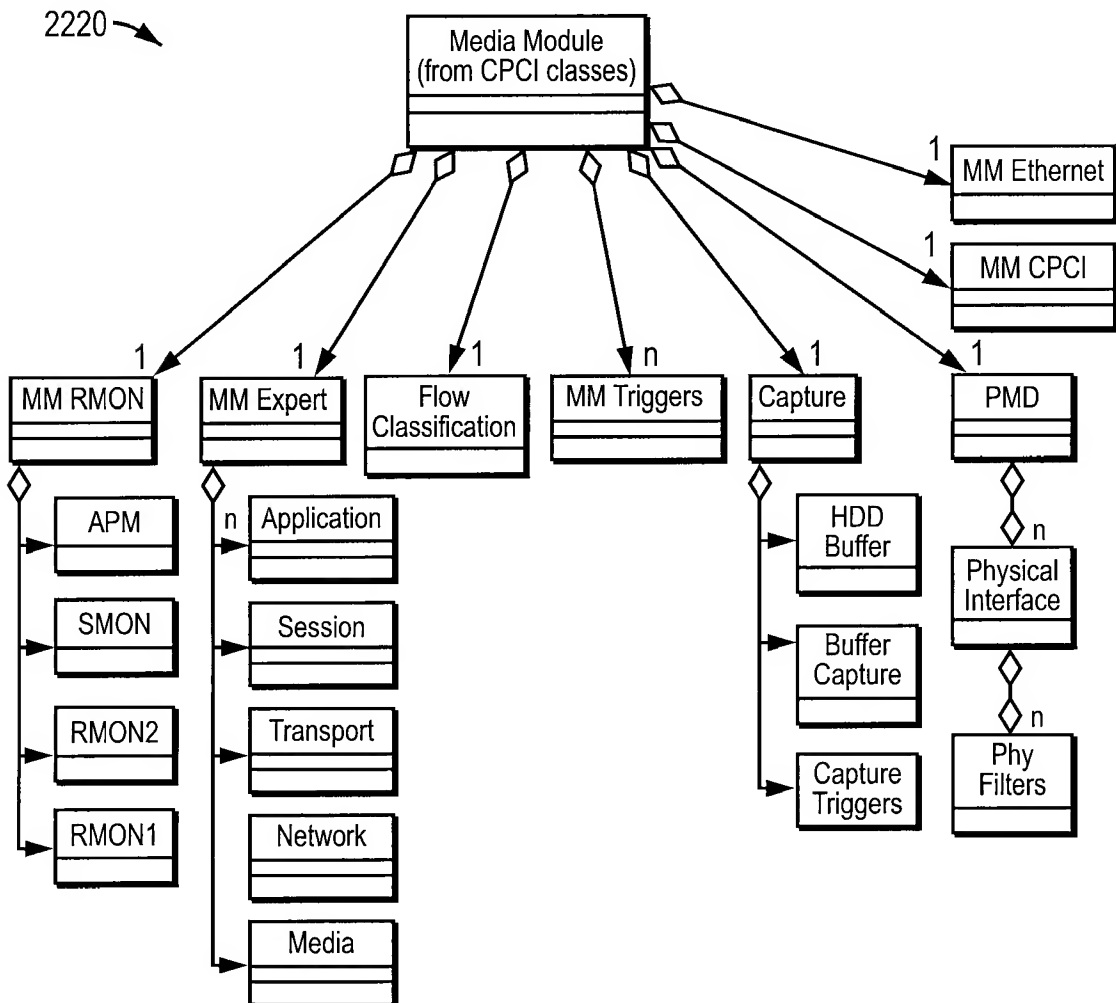 2220
Media Module
(from CPCI classes)
1
MM Ethernet
1
MM CPCI
1
1
1
n
1
1
MM RMON
MM Expert
Flow
Classification
MM Triggers
Capture
PMD
APM
SMON
RMON2
RMON1
n
Application
Session
Transport
Network
Media
HDD
Buffer
Buffer
Capture
Capture
Triggers
n
Physical
Interface
n
Phy
Filters